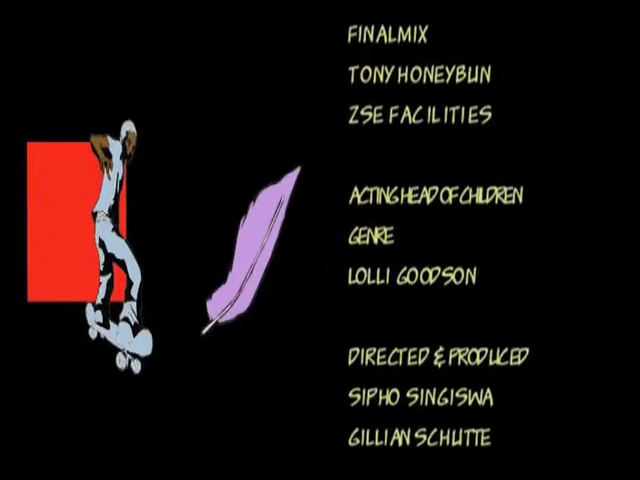 FINALMIX
TONY HONEYBUN
ZSE FACILITIES
ACTING HEAD OF CHILDREN
GENRE
LOLLI GOODSON
DIRECTED & PRODUCED
SIPHO SINGISWA
GILLIAN SCHUTTE